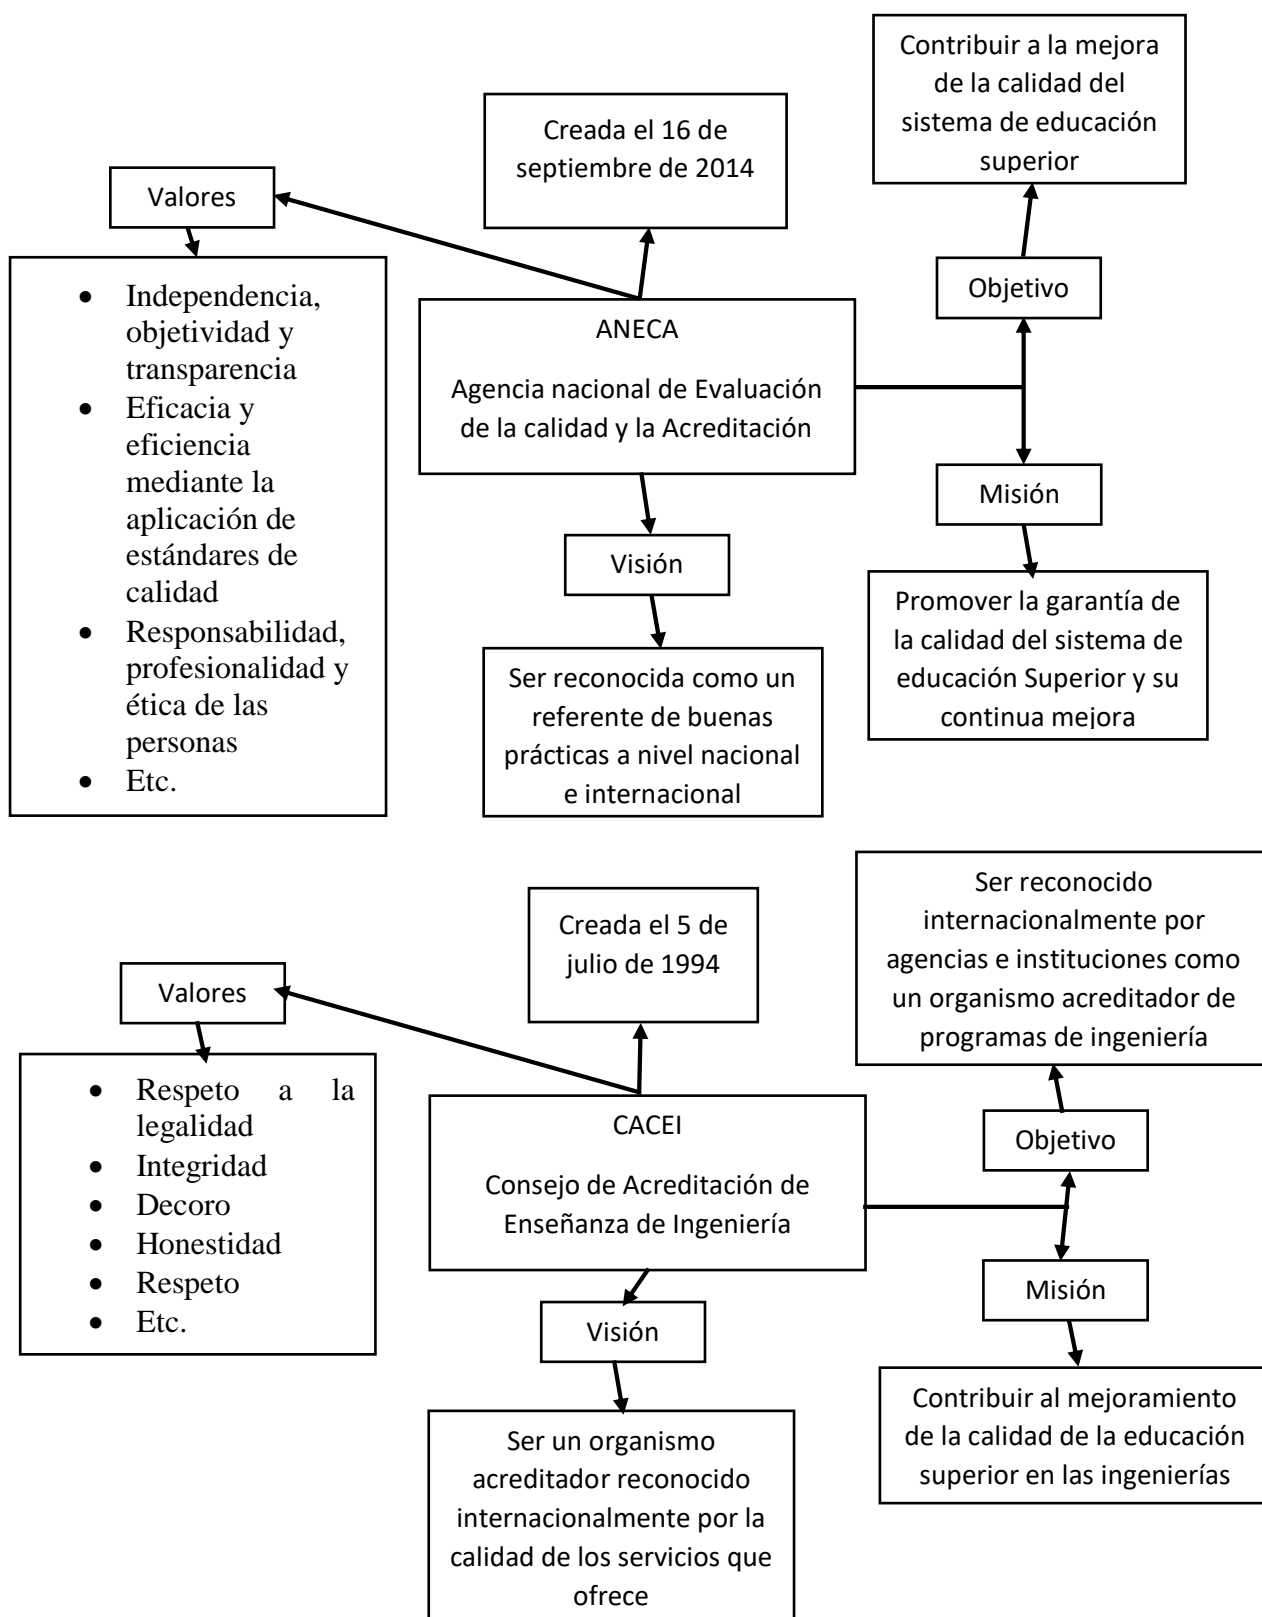 Contribuir a la mejora
de la calidad del
sistema de educación
superior
Creada el 16 de
septiembre de 2014
Valores
• Independencia,
objetividad y
transparencia
• Eficacia y
eficiencia
mediante la
aplicación de
estándares de
calidad
• Responsabilidad,
profesionalidad y
ética de las
personas
• Etc.
ANECA
Agencia nacional de Evaluación
de la calidad y la Acreditación
Objetivo
Misión
Promover la garantía de
la calidad del sistema de
educación Superior y su
continua mejora
Visión
Ser reconocida como un
referente de buenas
prácticas a nivel nacional
e internacional
Ser reconocido
internacionalmente por
agencias e instituciones como
un organismo acreditador de
programas de ingeniería
Creada el 5 de
julio de 1994
Valores
• Respeto a la
legalidad
• Integridad
• Decoro
• Honestidad
• Respeto
• Etc.
CACEI
Consejo de Acreditación de
Enseñanza de Ingeniería
Objetivo
Misión
Contribuir al mejoramiento
de la calidad de la educación
superior en las ingenierías
Visión
Ser un organismo
acreditador reconocido
internacionalmente por la
calidad de los servicios que
ofrece